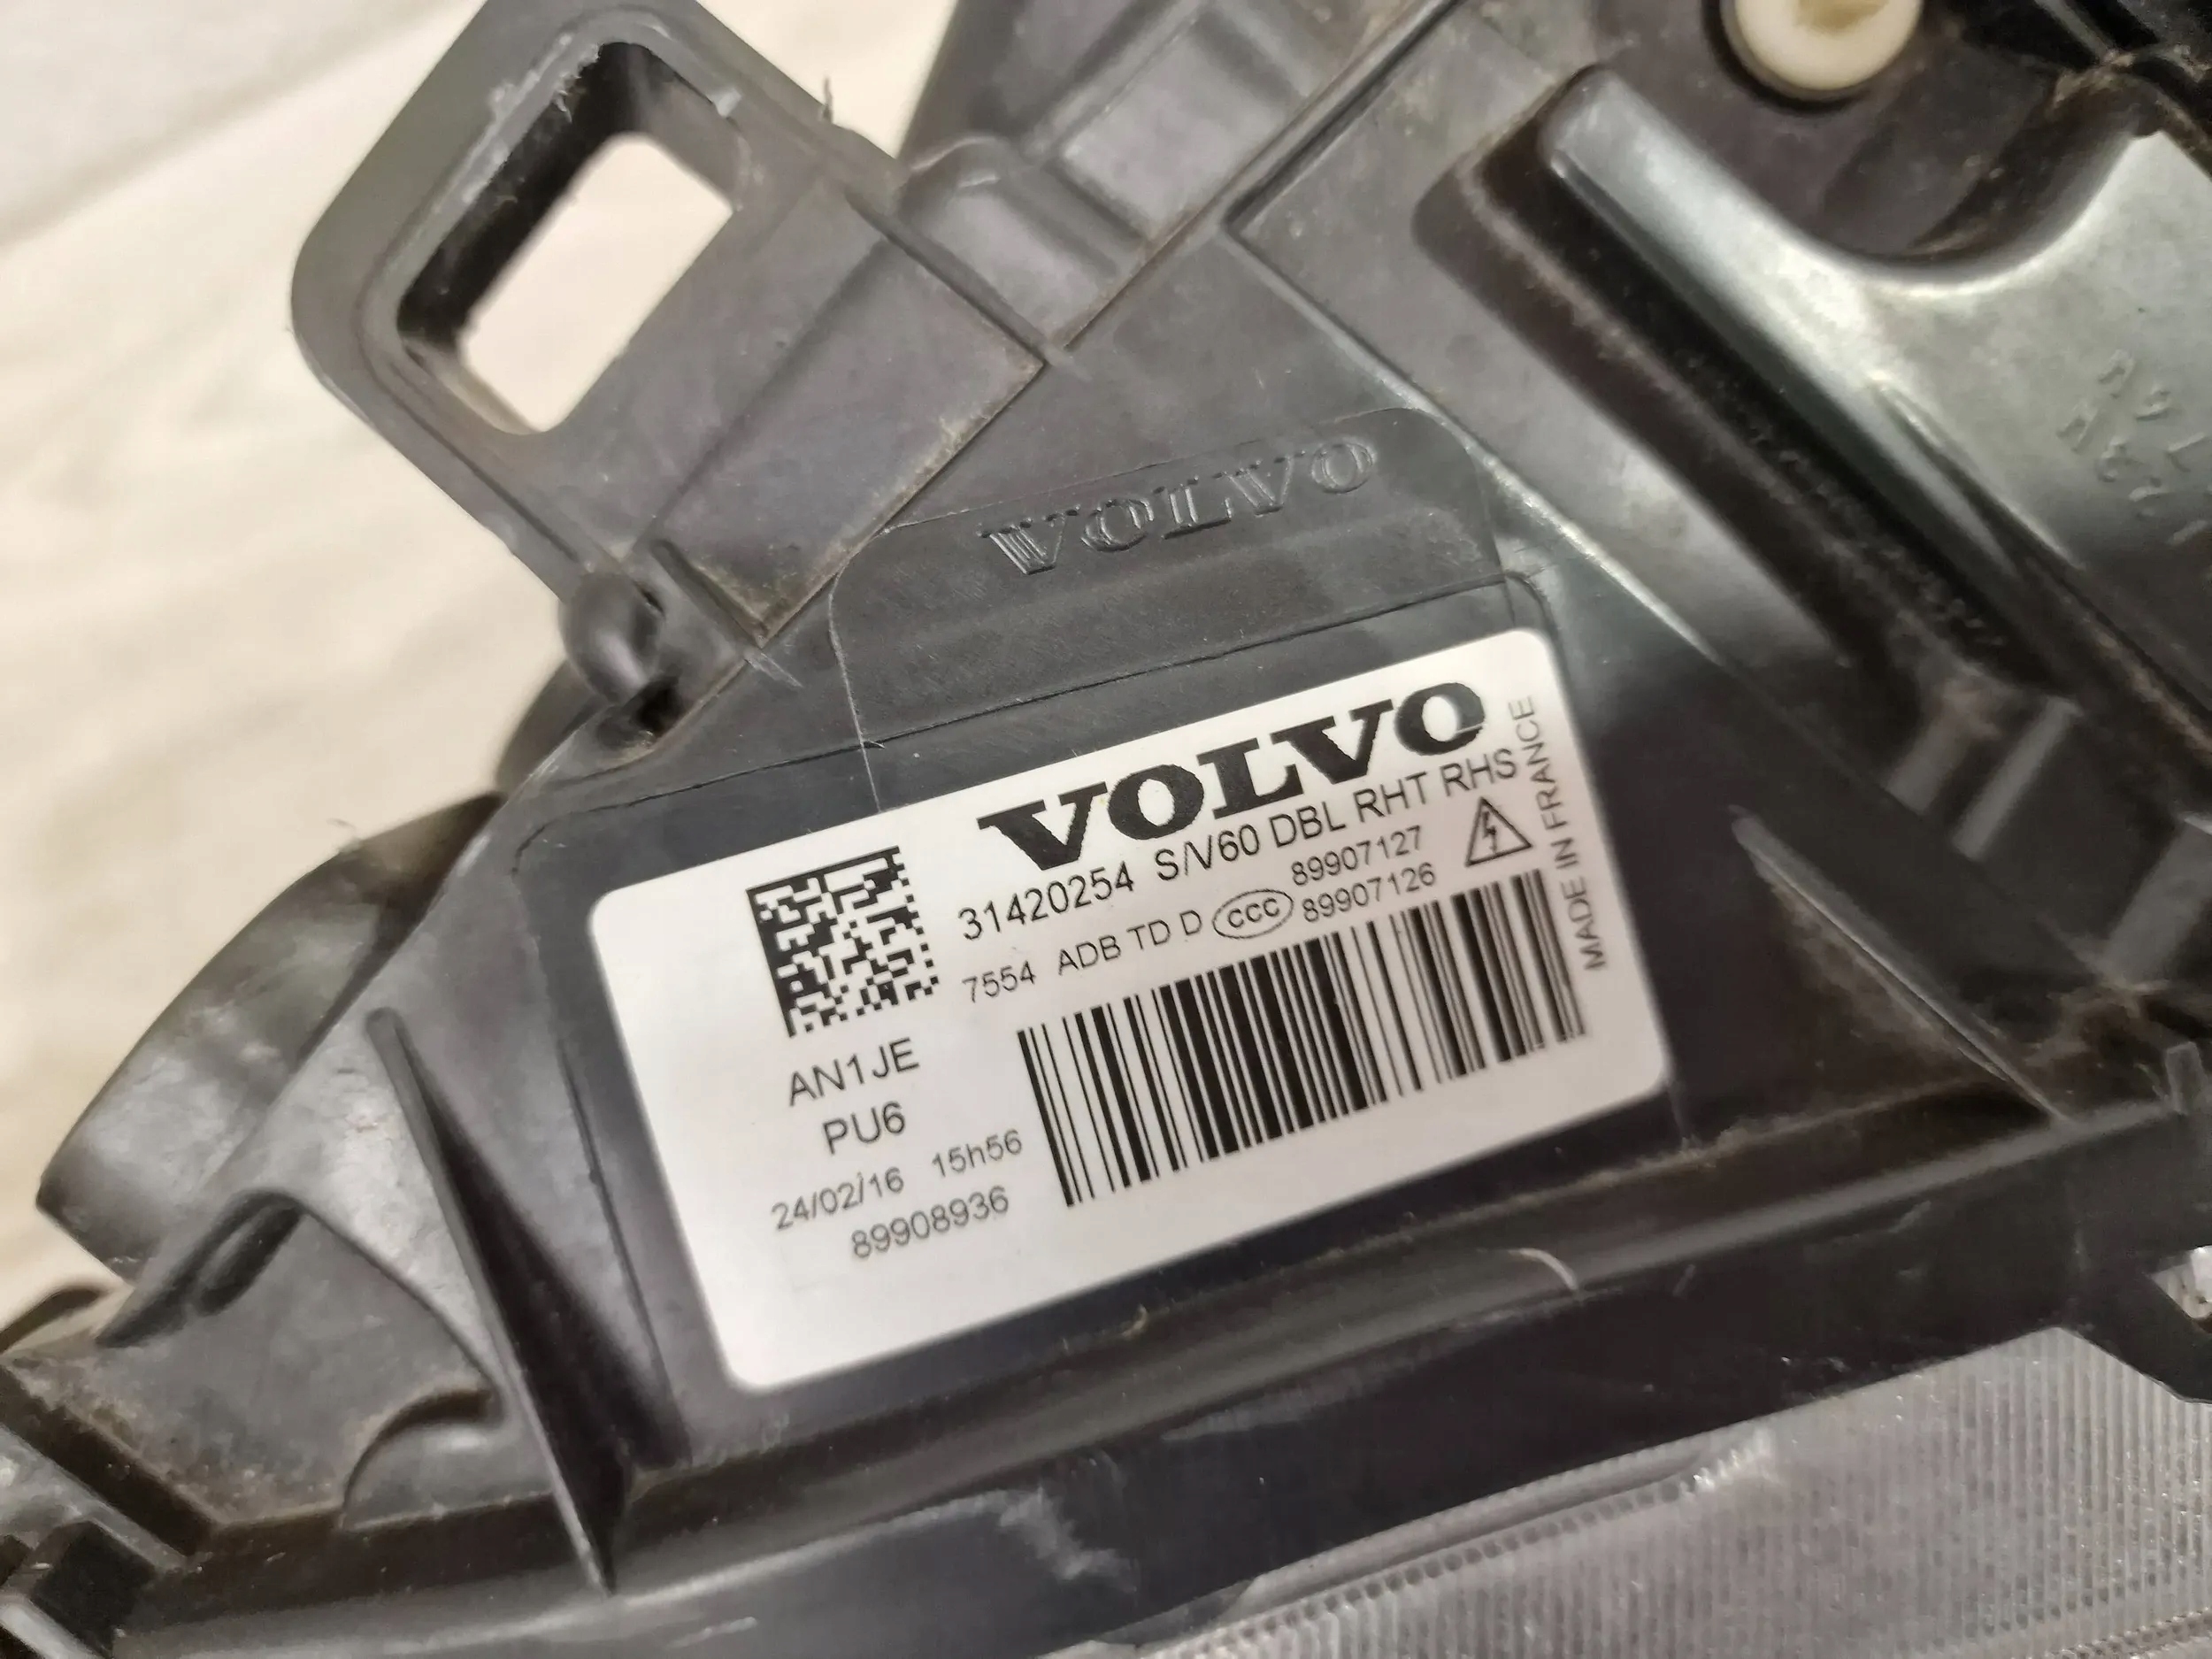 VOLVO
VOLVO
31420254 S/V60 DBL RHT RHS
7554 ADB TD D CCC 89907127
89907126
MADE IN FRANCE
AN1JE
PU6
24/02/16 15h56
89908936